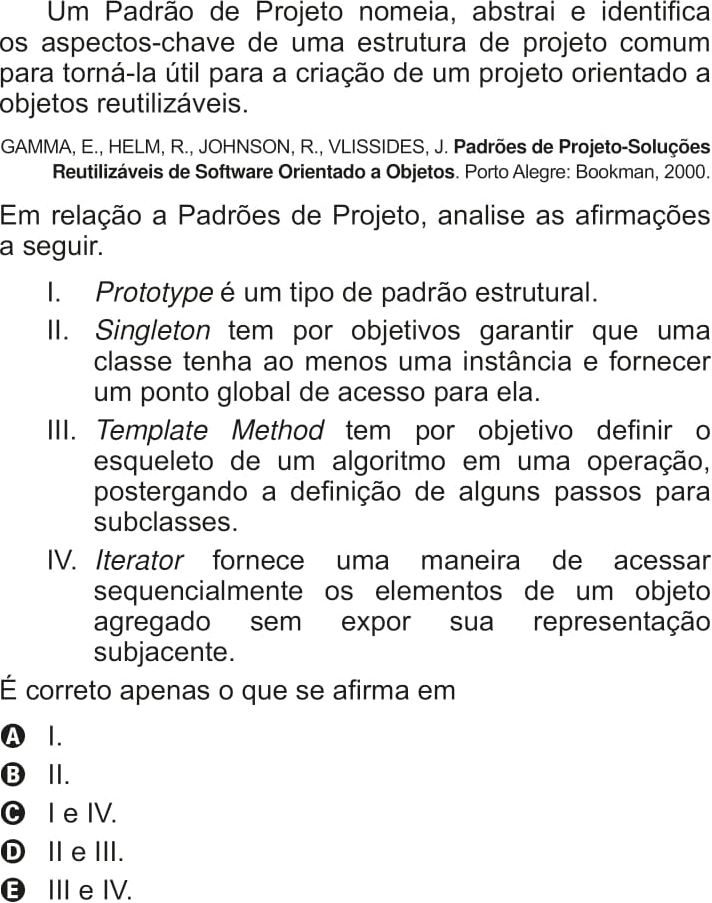 Um Padrão de Projeto nomeia, abstrai e identifica
os aspectos-chave de uma estrutura de projeto comum
para torná-la útil para a criação de um projeto orientado a
objetos reutilizáveis.
GAMMA, E., HELM, R., JOHNSON, R., VLISSIDES, J. Padrões de Projeto-Soluções
Reutilizáveis de Software Orientado a Objetos. Porto Alegre: Bookman, 2000.
Em relação a Padrões de Projeto, analise as afirmações
a seguir.
I. Prototype é um tipo de padrão estrutural.
II. Singleton tem por objetivos garantir que uma
classe tenha ao menos uma instância e fornecer
um ponto global de acesso para ela.
III. Template Method tem por objetivo definir o
esqueleto de um algoritmo em uma operação,
postergando a definição de alguns passos para
subclasses.
IV. Iterator fornece uma maneira de acessar
sequencialmente os elementos de um objeto
agregado sem expor sua representação
subjacente.
É correto apenas o que se afirma em
A I.
B II.
C I e IV.
D II e III.
E III e IV.